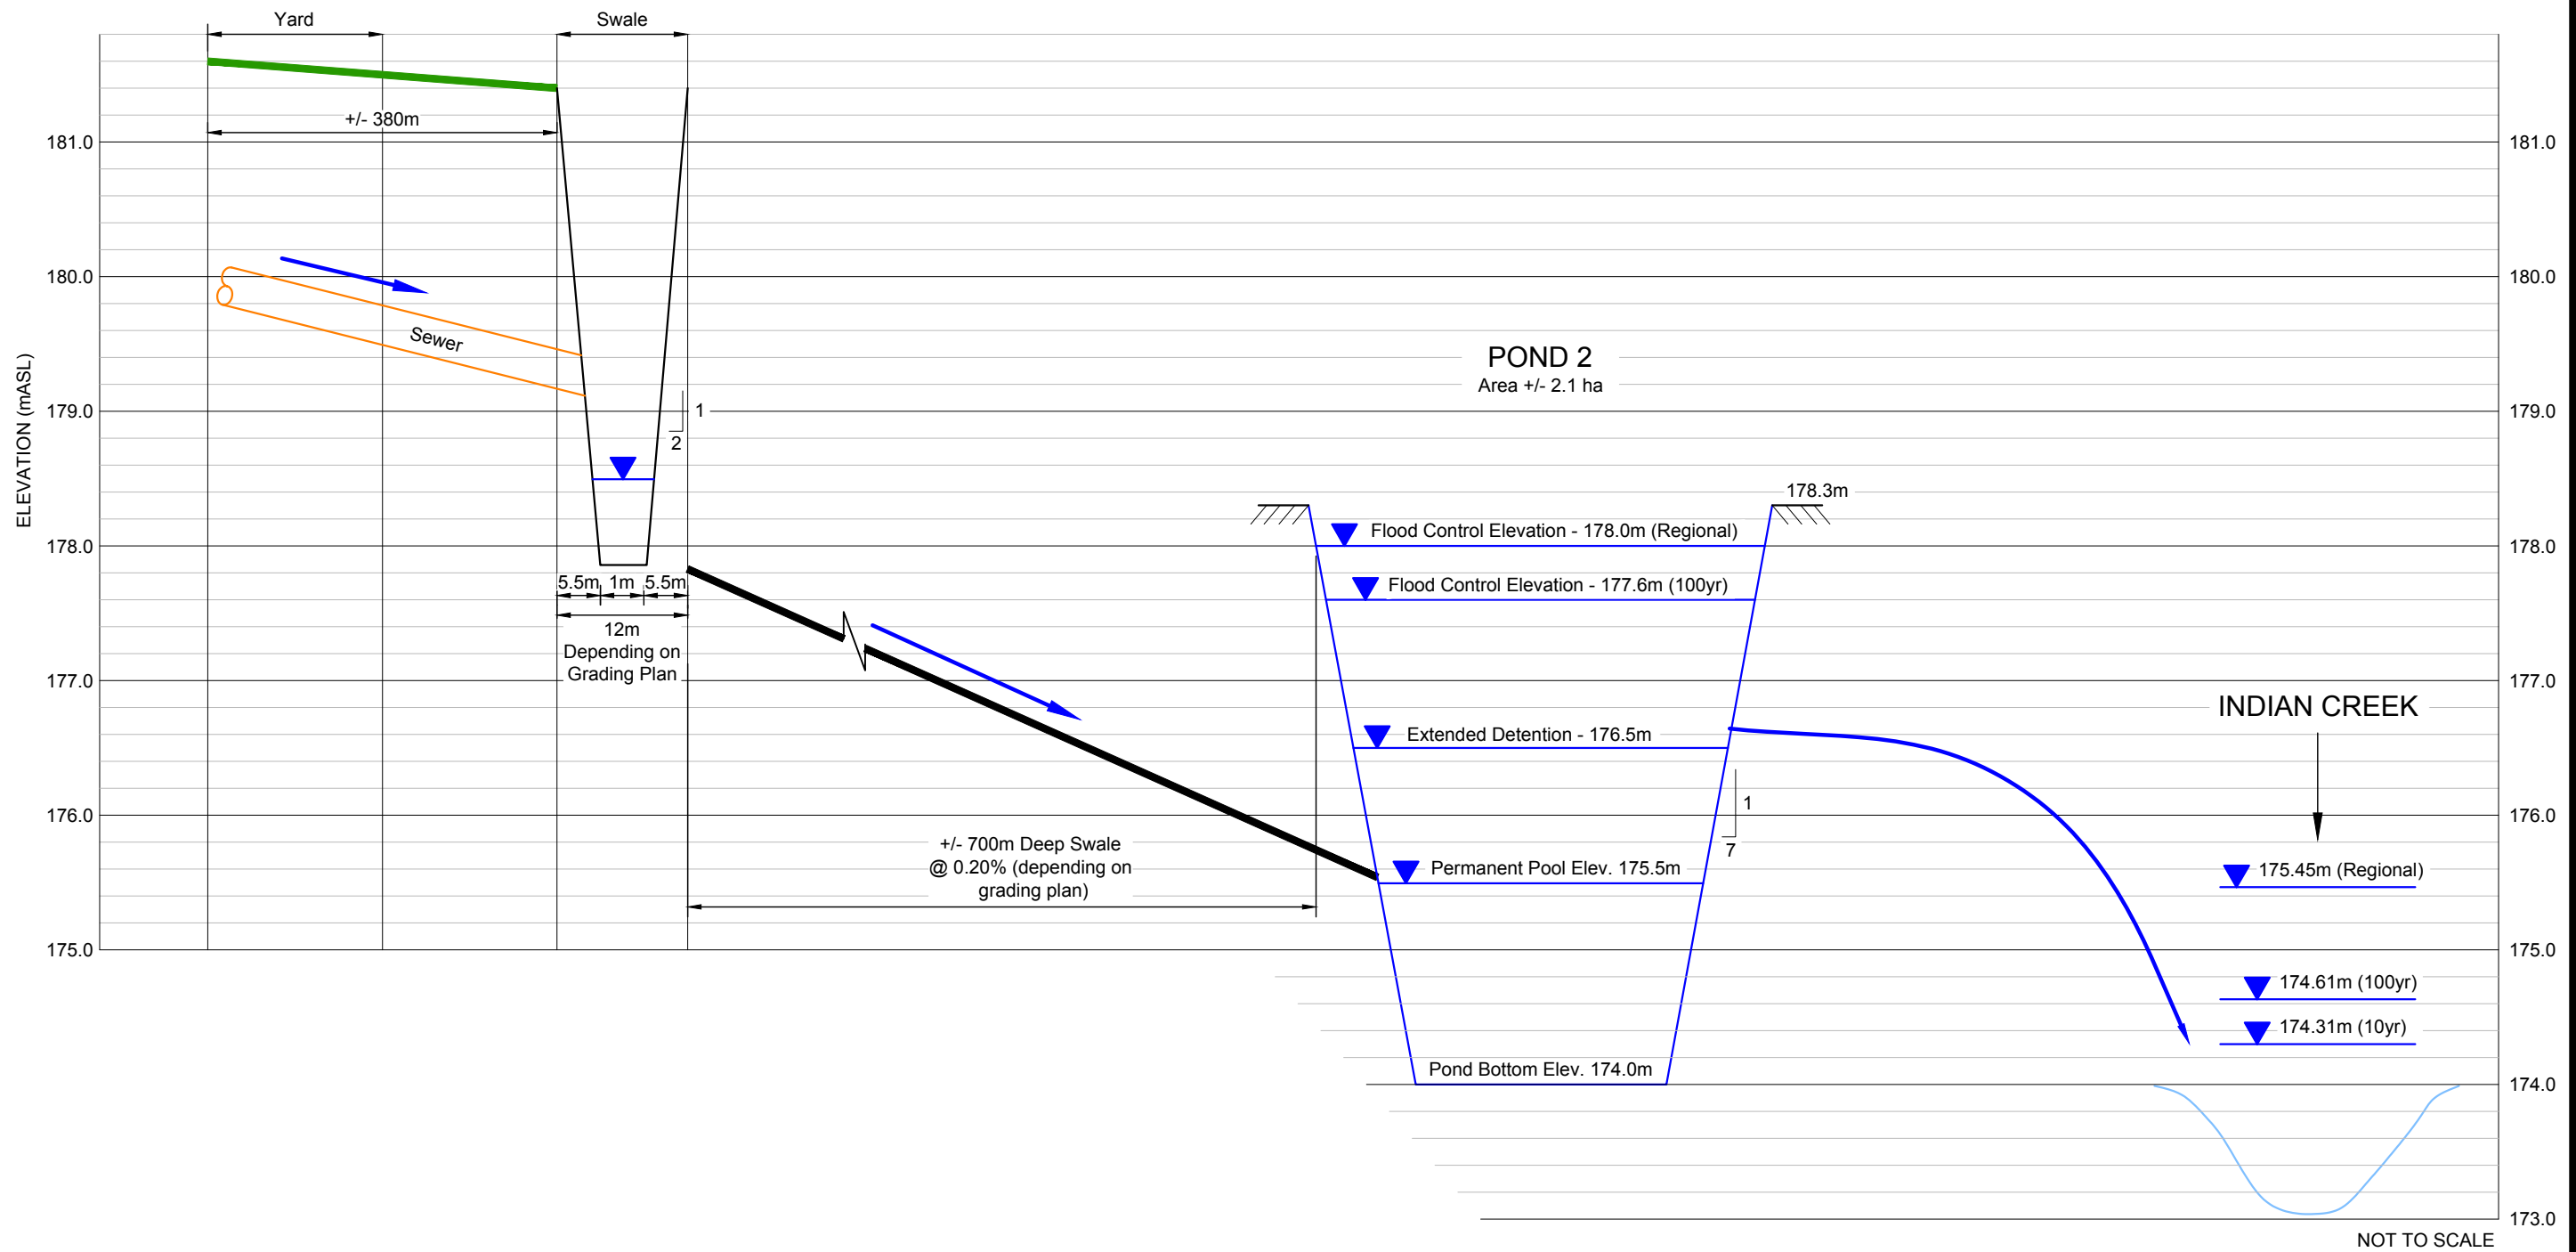 Yard
Swale
+/- 380m
181.0
181.0
180.0
180.0
Sewer
ELEVATION (mASL)
POND 2
Area +/- 2.1 ha
179.0
1
2
179.0
178.3m
Flood Control Elevation - 178.0m (Regional)
178.0
178.0
5.5m
1m
5.5m
Flood Control Elevation - 177.6m (100yr)
12m
Depending on
Grading Plan
177.0
177.0
INDIAN CREEK
Extended Detention - 176.5m
1
7
176.0
176.0
+/- 700m Deep Swale
@ 0.20% (depending on
grading plan)
Permanent Pool Elev. 175.5m
175.45m (Regional)
175.0
175.0
174.61m (100yr)
174.31m (10yr)
Pond Bottom Elev. 174.0m
174.0
173.0
NOT TO SCALE